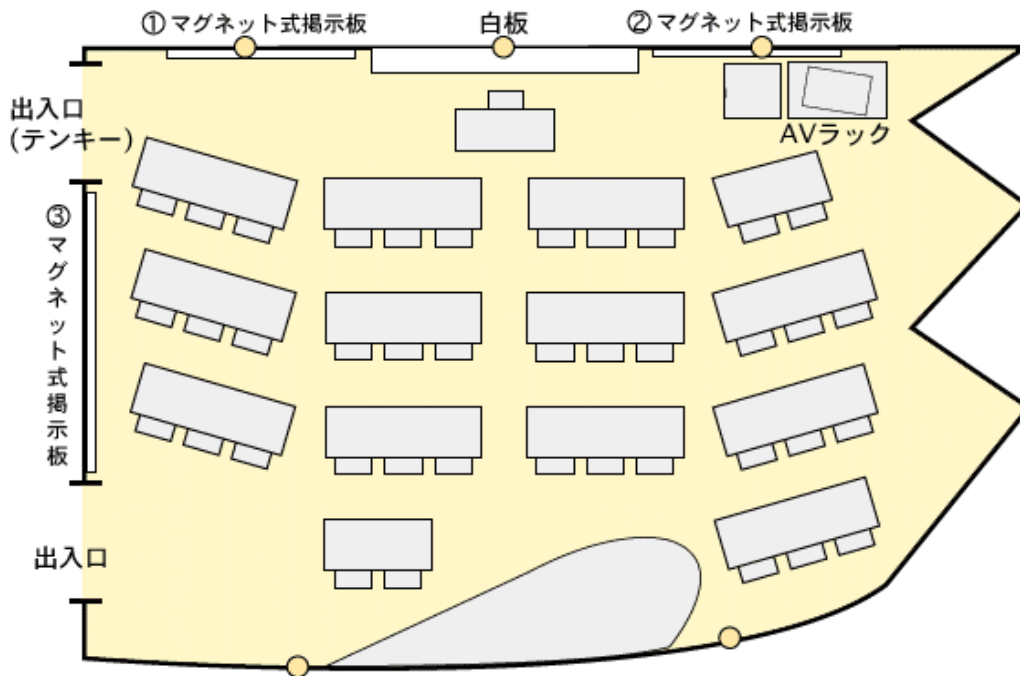 ①マグネット式掲示板
白板
②マグネット式掲示板
出入口
(テンキー)
AVラック
③マグネット式掲示板
出入口